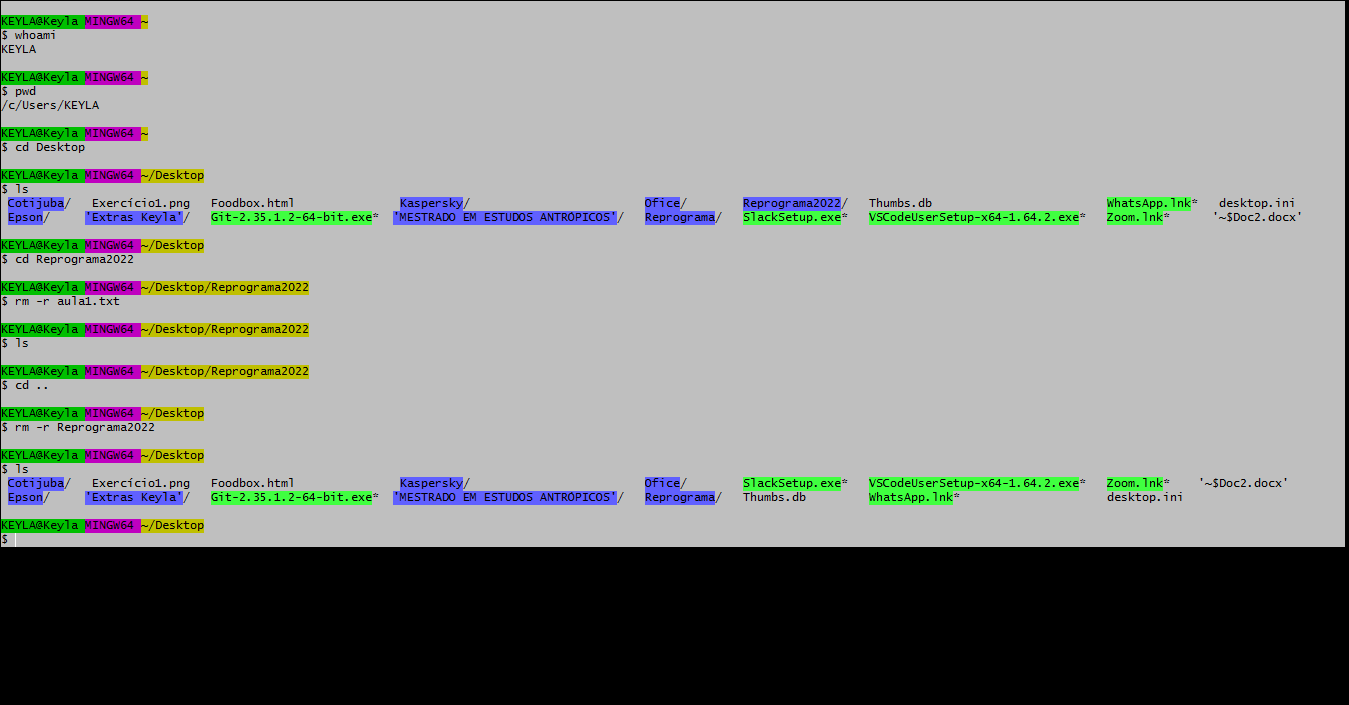 KEYLA@Keyla MINGW64 ~
$ whoami
KEYLA
KEYLA@Keyla MINGW64 ~
$ pwd
/c/Users/KEYLA
KEYLA@Keyla MINGW64 ~
$ cd Desktop
KEYLA@Keyla MINGW64 ~/Desktop
$ ls
Cotijuba/ Exercício1.png Foodbox.html Kaspersky/ Ofice/ Reprograma2022/ Thumbs.db WhatsApp.lnk* desktop.ini
Epson/ 'Extras Keyla'/ Git-2.35.1.2-64-bit.exe* 'MESTRADO EM ESTUDOS ANTRÓPICOS'/ Reprograma/ SlackSetup.exe* VSCodeUserSetup-x64-1.64.2.exe* Zoom.lnk* '~$Doc2.docx'
KEYLA@Keyla MINGW64 ~/Desktop
$ cd Reprograma2022
KEYLA@Keyla MINGW64 ~/Desktop/Reprograma2022
$ rm -r aula1.txt
KEYLA@Keyla MINGW64 ~/Desktop/Reprograma2022
$ ls
KEYLA@Keyla MINGW64 ~/Desktop/Reprograma2022
$ cd ..
KEYLA@Keyla MINGW64 ~/Desktop
$ rm -r Reprograma2022
KEYLA@Keyla MINGW64 ~/Desktop
$ ls
Cotijuba/ Exercício1.png Foodbox.html Kaspersky/ Ofice/ SlackSetup.exe* VSCodeUserSetup-x64-1.64.2.exe* Zoom.lnk* '~$Doc2.docx'
Epson/ 'Extras Keyla'/ Git-2.35.1.2-64-bit.exe* 'MESTRADO EM ESTUDOS ANTRÓPICOS'/ Reprograma/ Thumbs.db WhatsApp.lnk* desktop.ini
KEYLA@Keyla MINGW64 ~/Desktop
$